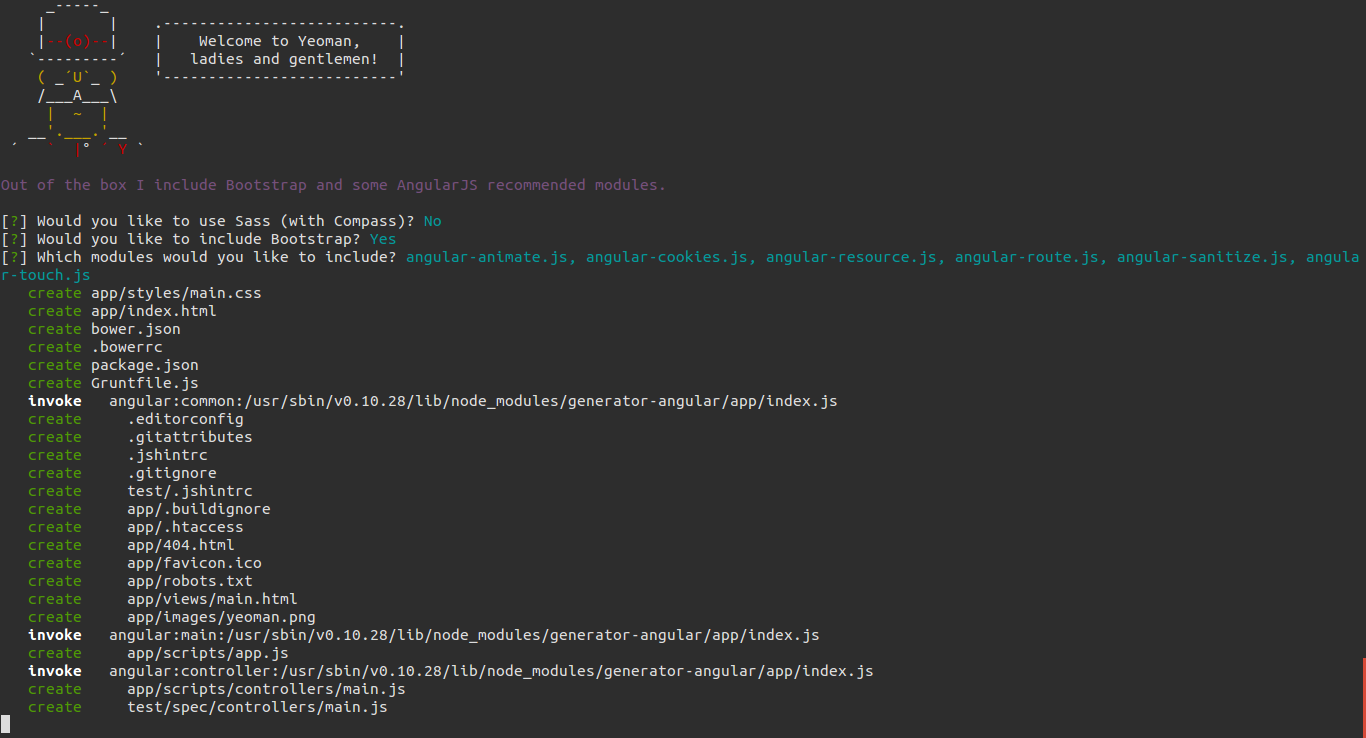 _-----_
    |       |    .--------------------------.
    |--(o)--|    |    Welcome to Yeoman,    |
   `---------´   |   ladies and gentlemen!  |
    ( _´U`_ )    '--------------------------'
    /___A___\
     |  ~  |
   __'.___.'__
 ´   `  |° ´ Y `
Out of the box I include Bootstrap and some AngularJS recommended modules.
[?] Would you like to use Sass (with Compass)? No
[?] Would you like to include Bootstrap? Yes
[?] Which modules would you like to include? angular-animate.js, angular-cookies.js, angular-resource.js, angular-route.js, angular-sanitize.js, angula
r-touch.js
   create app/styles/main.css
   create app/index.html
   create bower.json
   create .bowerrc
   create package.json
   create Gruntfile.js
   invoke   angular:common:/usr/sbin/v0.10.28/lib/node_modules/generator-angular/app/index.js
   create     .editorconfig
   create     .gitattributes
   create     .jshintrc
   create     .gitignore
   create     test/.jshintrc
   create     app/.buildignore
   create     app/.htaccess
   create     app/404.html
   create     app/favicon.ico
   create     app/robots.txt
   create     app/views/main.html
   create     app/images/yeoman.png
   invoke   angular:main:/usr/sbin/v0.10.28/lib/node_modules/generator-angular/app/index.js
   create     app/scripts/app.js
   invoke   angular:controller:/usr/sbin/v0.10.28/lib/node_modules/generator-angular/app/index.js
   create     app/scripts/controllers/main.js
   create     test/spec/controllers/main.js